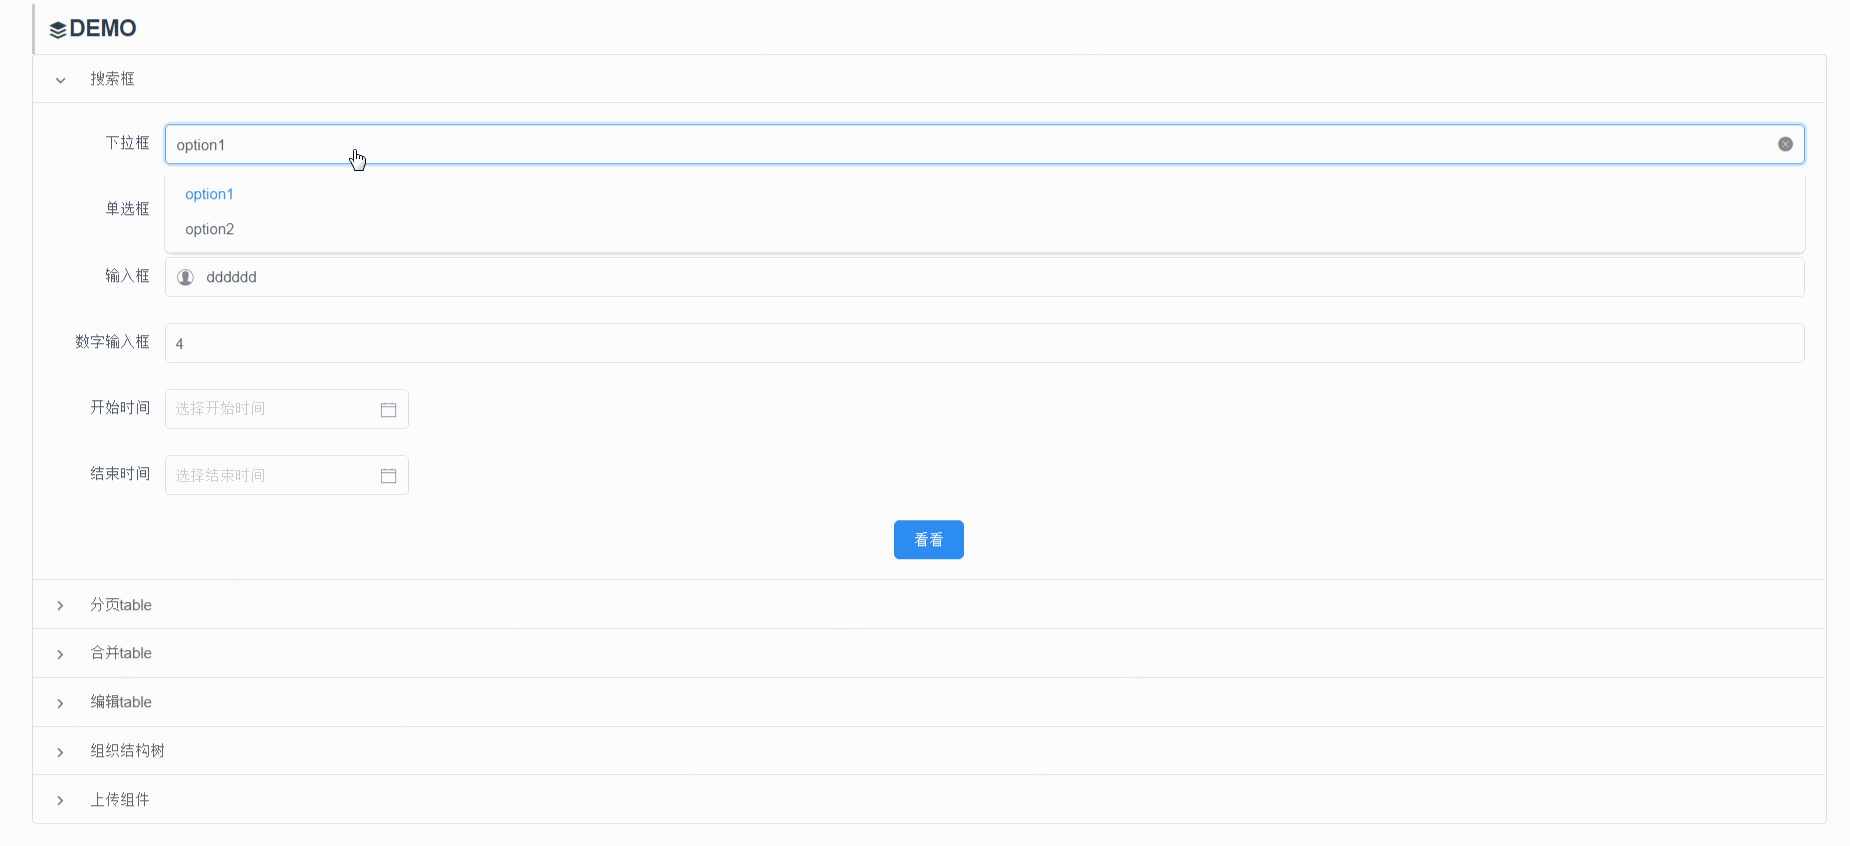 DEMO
搜索框
下拉框 option1
option1
单选框
option2
输入框 dddddd
数字输入框 4
开始时间 选择开始时间
结束时间 选择结束时间
看看
分页table
合并table
编辑table
组织结构树
上传组件